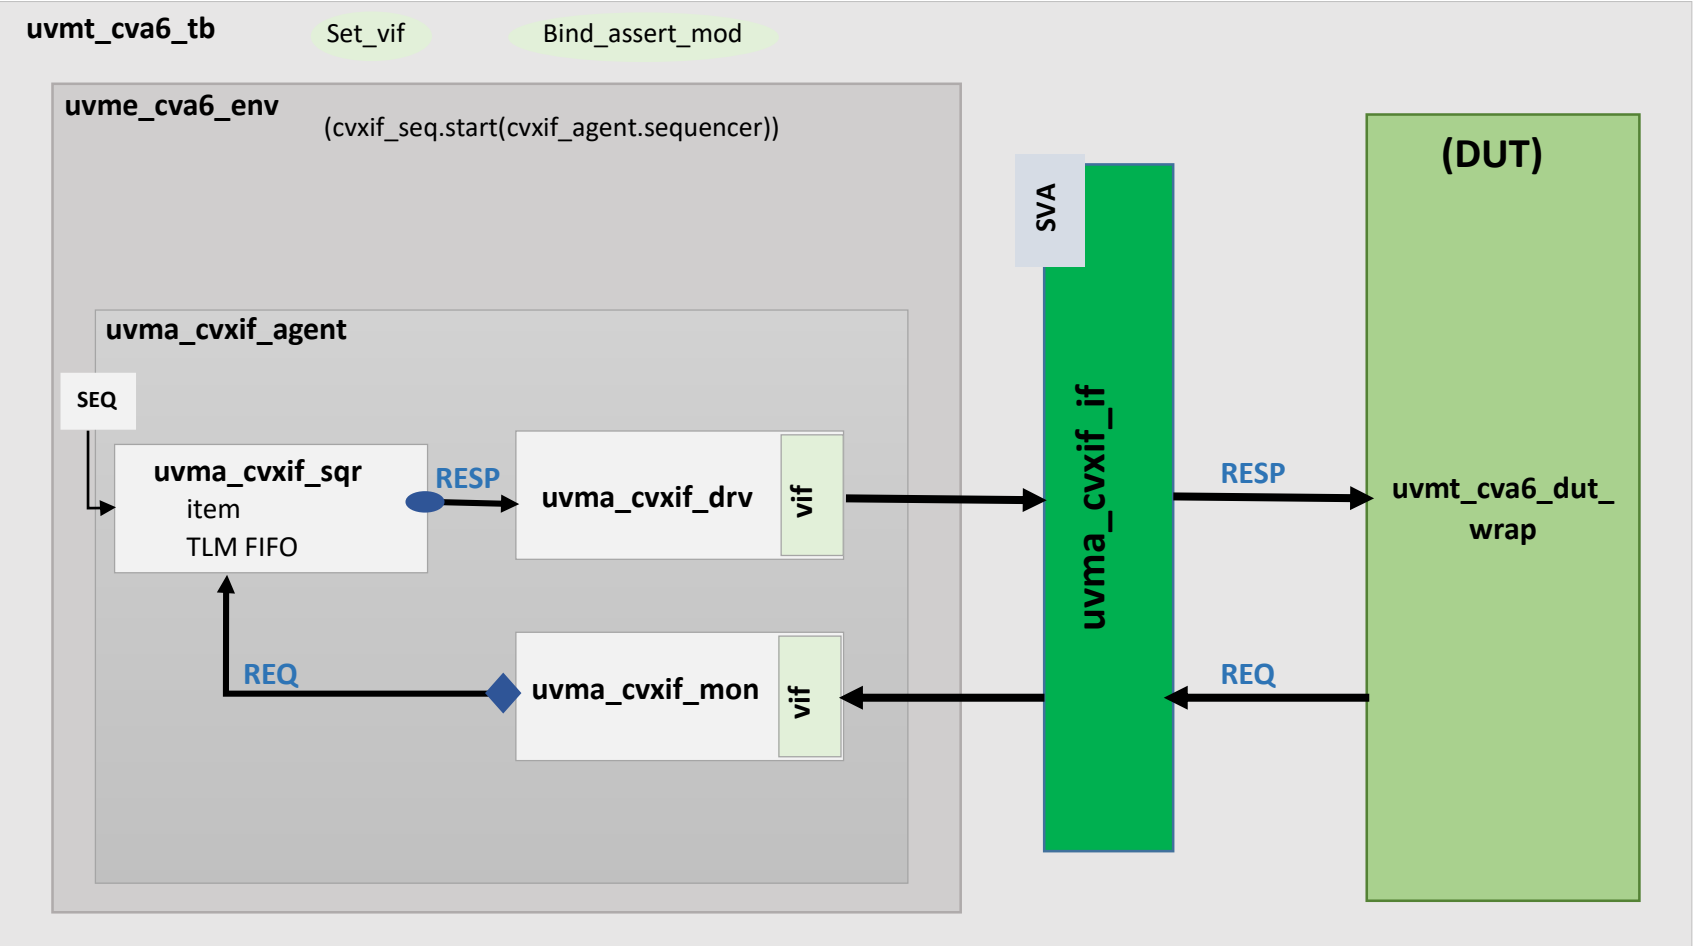 uvmt_cva6_tb
Set_vif
Bind_assert_mod
uvme_cva6_env
(cvxif_seq.start(cvxif_agent.sequencer))
(DUT)
SVA
uvma_cvxif_agent
SEQ
uvma_cvxif_sqr
item
TLM FIFO
RESP
uvma_cvxif_drv
vif
uvma_cvxif_if
RESP
uvmt_cva6_dut_
wrap
REQ
uvma_cvxif_mon
vif
REQ